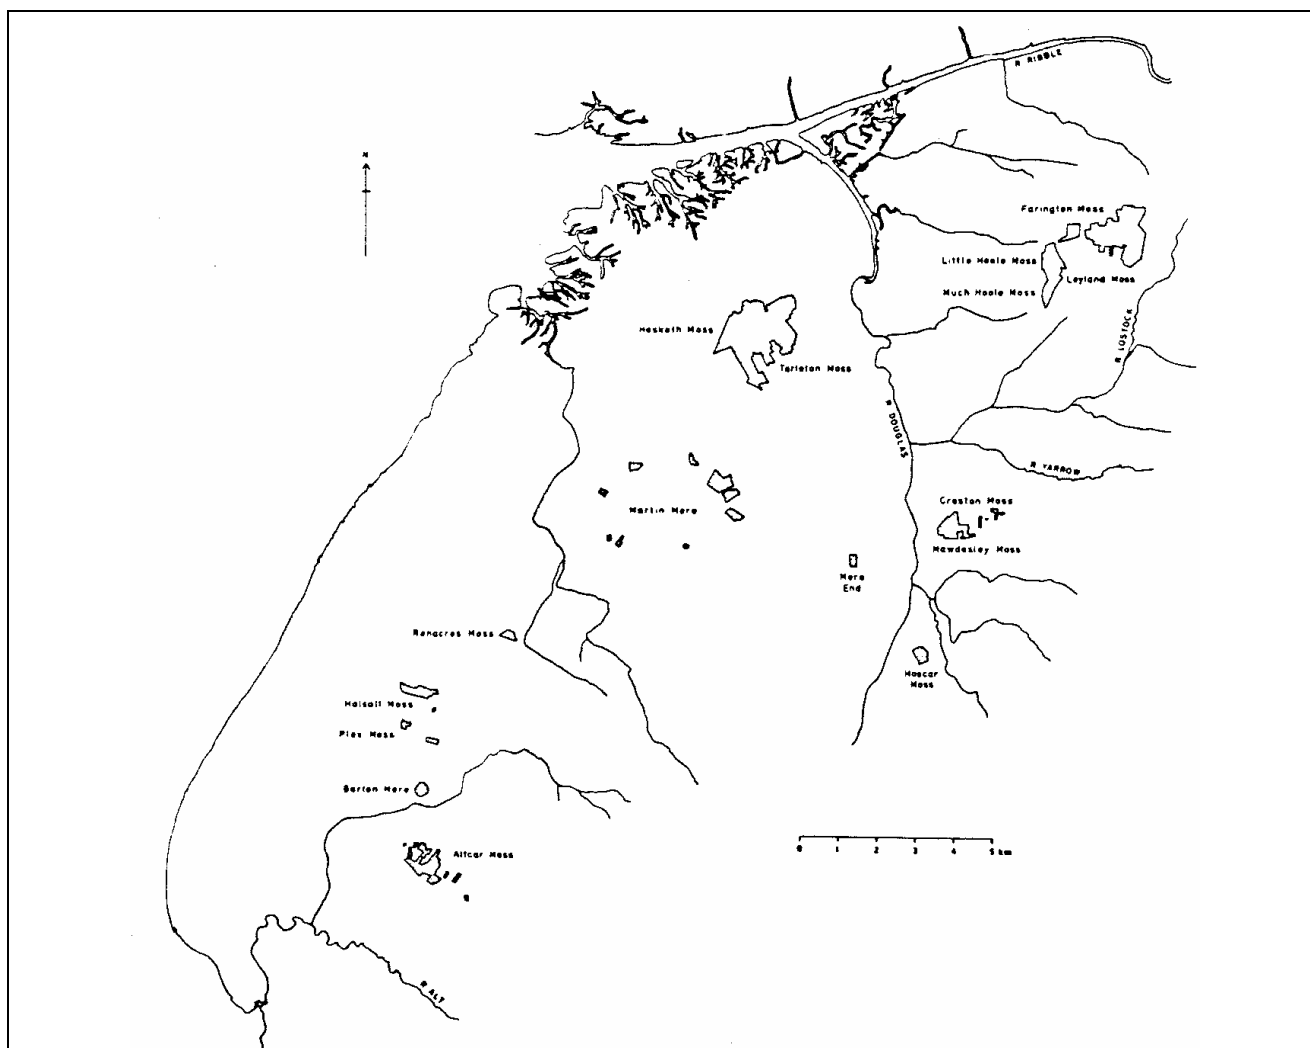 R RIBBLE
N
Farington Moss
Little Hoole Moss
Leyland Moss
Much Hoole Moss
R LOSTOCK
Hesketh Moss
Tarleton Moss
R DOUGLAS
R YARROW
Croston Moss
Martin Mere
Mawdesley Moss
Mere
End
Renacres Moss
Hoscar
Moss
Halsall Moss
Plex Moss
Barton Mere
0 1 2 3 4 5 km
Altcar Moss
R ALT